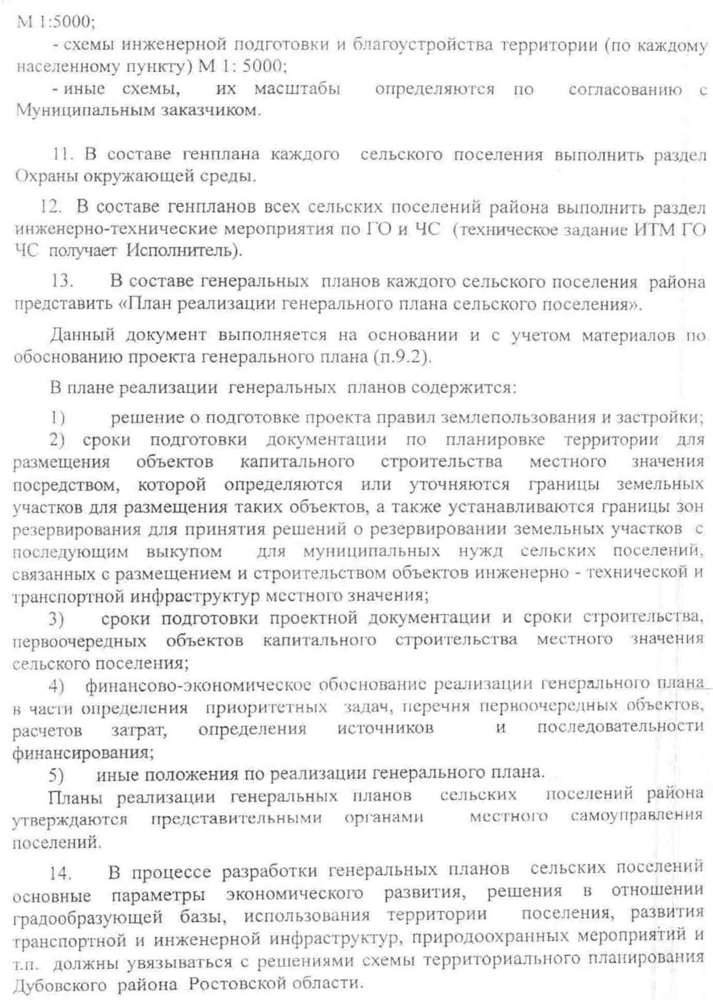 М 1:5000;
- схемы инженерной подготовки и благоустройства территории (по каждому
населенному пункту) М 1: 5000;
- иные схемы, их масштабы определяются по согласованию с
Муниципальным заказчиком.
11. В составе генплана каждого сельского поселения выполнить раздел
Охраны окружающей среды.
12. В составе генпланов всех сельских поселений района выполнить раздел
инженерно-технические мероприятия по ГО и ЧС (техническое задание ИТМ ГО
ЧС получает Исполнитель).
13. В составе генеральных планов каждого сельского поселения района
представить «План реализации генерального плана сельского поселения».
Данный документ выполняется на основании и с учетом материалов по
обоснованию проекта генерального плана (п.9.2).
В плане реализации генеральных планов содержится:
1) решение о подготовке проекта правил землепользования и застройки;
2) сроки подготовки документации по планировке территории для
размещения объектов капитального строительства местного значения
посредством, которой определяются или уточняются границы земельных
участков для размещения таких объектов, а также устанавливаются границы зон
резервирования для принятия решений о резервировании земельных участков с
последующим выкупом для муниципальных нужд сельских поселений,
связанных с размещением и строительством объектов инженерно - технической и
транспортной инфраструктур местного значения;
3) сроки подготовки проектной документации и сроки строительства,
первоочередных объектов капитального строительства местного значения
сельского поселения;
4) финансово-экономическое обоснование реализации генерального плана
в части определения приоритетных задач, перечня первоочередных объектов,
расчетов затрат, определения источников и последовательности
финансирования;
5) иные положения по реализации генерального плана.
Планы реализации генеральных планов сельских поселений района
утверждаются представительными органами местного самоуправления
поселений.
14. В процессе разработки генеральных планов сельских поселений
основные параметры экономического развития, решения в отношении
градообразующей базы, использования территории поселения, развития
транспортной и инженерной инфраструктур, природоохранных мероприятий и
т.п. должны увязываться с решениями схемы территориального планирования
Дубовского района Ростовской области.